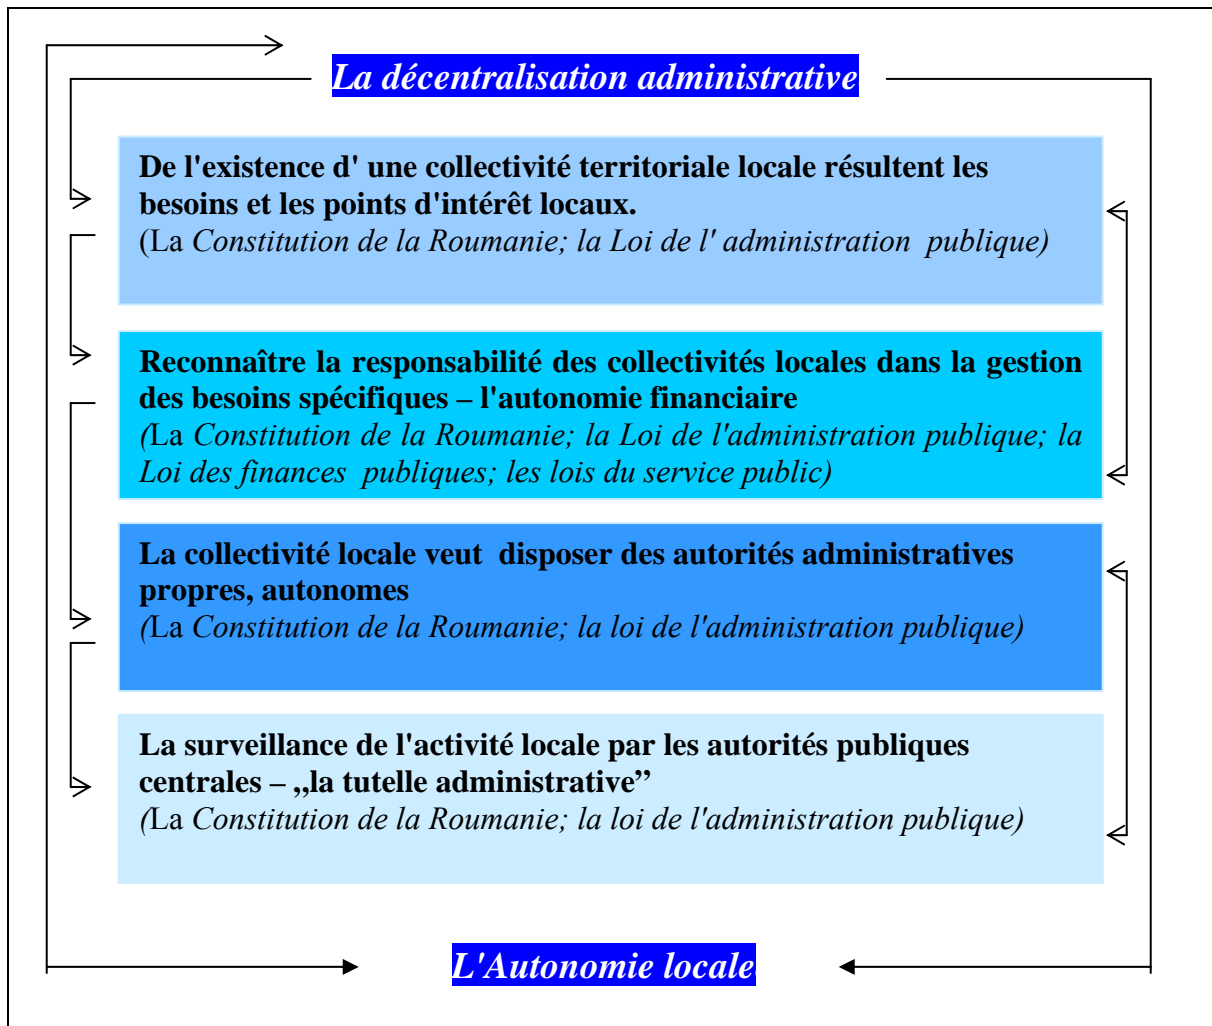 La décentralisation administrative
De l'existence d' une collectivité territoriale locale résultent les
besoins et les points d'intérêt locaux.
(La Constitution de la Roumanie; la Loi de l' administration  publique)
Reconnaître la responsabilité des collectivités locales dans la gestion
des besoins spécifiques – l'autonomie financiaire
(La Constitution de la Roumanie; la Loi de l'administration publique; la
Loi des finances  publiques; les lois du service public)
La collectivité locale veut  disposer des autorités administratives
propres, autonomes
(La Constitution de la Roumanie; la loi de l'administration publique)
La surveillance de l'activité locale par les autorités publiques
centrales – „la tutelle administrative”
(La Constitution de la Roumanie; la loi de l'administration publique)
L'Autonomie locale